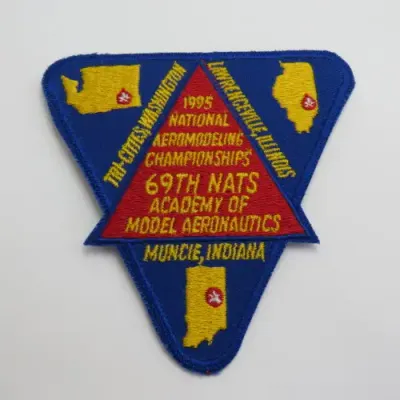 TRI-CITIES, WASHINGTON
LAWRENCEVILLE, ILLINOIS
1995
NATIONAL
AEROMODELING
CHAMPIONSHIPS
69TH NATS
ACADEMY OF
MODEL AERONAUTICS
MUNCIE, INDIANA